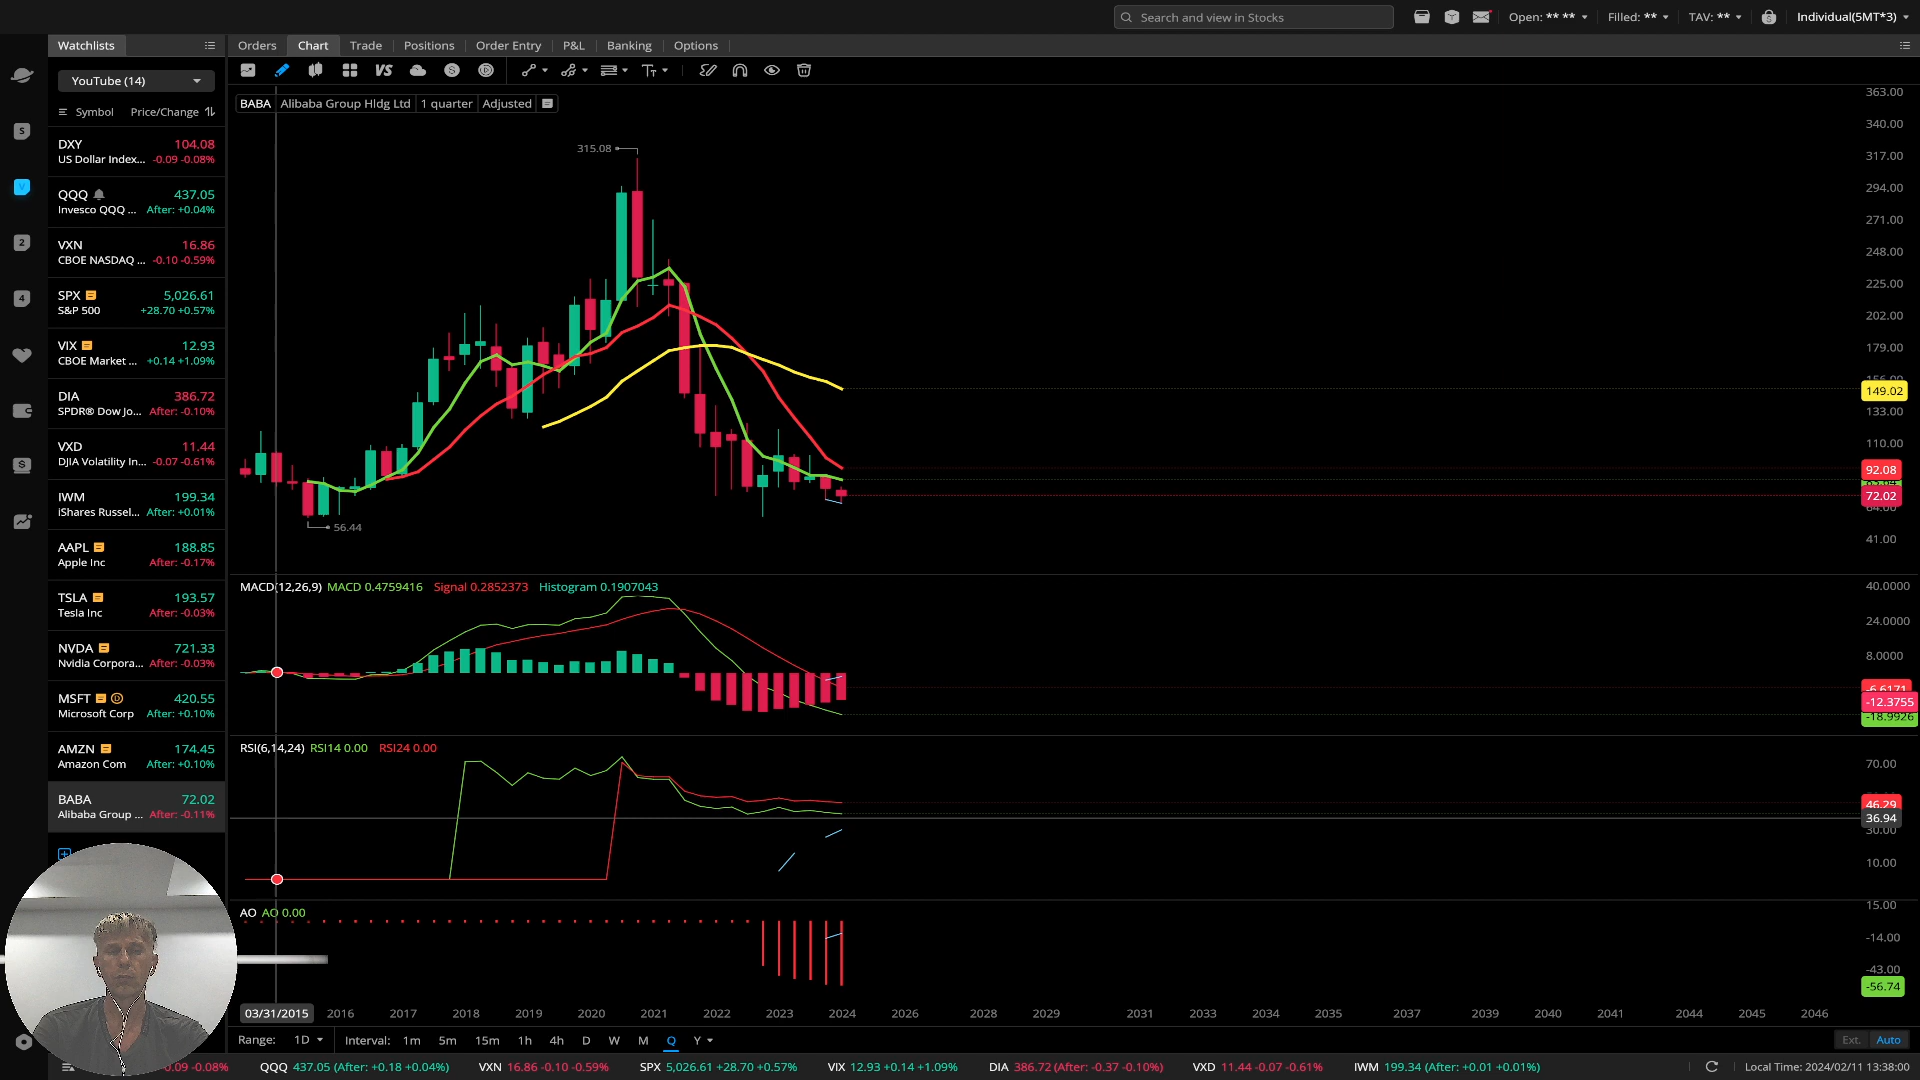 Search and view in Stocks
Open: ** **
Filled: **
TAV: **
Individual(5MT*3)
Watchlists
Orders
Chart
Trade
Positions
Order Entry
P&L
Banking
Options
YouTube (14)
VS
Symbol
Price/Change
BABA
Alibaba Group Hldg Ltd
1 quarter
Adjusted
DXY
104.08
US Dollar Index...
-0.09 -0.08%
QQQ
437.05
Invesco QQQ ...
After: +0.04%
VXN
16.86
CBOE NASDAQ ...
-0.10 -0.59%
SPX
5,026.61
S&P 500
+28.70 +0.57%
VIX
12.93
CBOE Market ...
+0.14 +1.09%
DIA
386.72
SPDR® Dow Jo...
After: -0.10%
VXD
11.44
DJIA Volatility In...
-0.07 -0.61%
IWM
199.34
iShares Russel...
After: +0.01%
AAPL
188.85
Apple Inc
After: -0.17%
TSLA
193.57
Tesla Inc
After: -0.03%
NVDA
721.33
Nvidia Corpora...
After: -0.03%
MSFT
420.55
Microsoft Corp
After: +0.10%
AMZN
174.45
Amazon Com
After: +0.10%
BABA
72.02
Alibaba Group ...
After: -0.11%
315.08
56.44
363.00
340.00
317.00
294.00
271.00
248.00
225.00
202.00
179.00
149.02
133.00
110.00
92.08
72.02
41.00
MACD(12,26,9) MACD 0.4759416 Signal 0.2852373 Histogram 0.1907043
40.0000
24.0000
8.0000
-6.6171
-12.3755
-18.9926
RSI(6,14,24) RSI14 0.00 RSI24 0.00
70.00
46.29
36.94
30.00
10.00
AO AO 0.00
15.00
-14.00
-43.00
-56.74
03/31/2015
2016
2017
2018
2019
2020
2021
2022
2023
2024
2026
2028
2029
2031
2033
2034
2035
2037
2039
2040
2041
2044
2045
2046
Range: 1D
Interval: 1m 5m 15m 1h 4h D W M Q Y
Ext.
Auto
0.09 -0.08%
QQQ 437.05 (After: +0.18 +0.04%)
VXN 16.86 -0.10 -0.59%
SPX 5,026.61 +28.70 +0.57%
VIX 12.93 +0.14 +1.09%
DIA 386.72 (After: -0.37 -0.10%)
VXD 11.44 -0.07 -0.61%
IWM 199.34 (After: +0.01 +0.01%)
Local Time: 2024/02/11 13:38:00